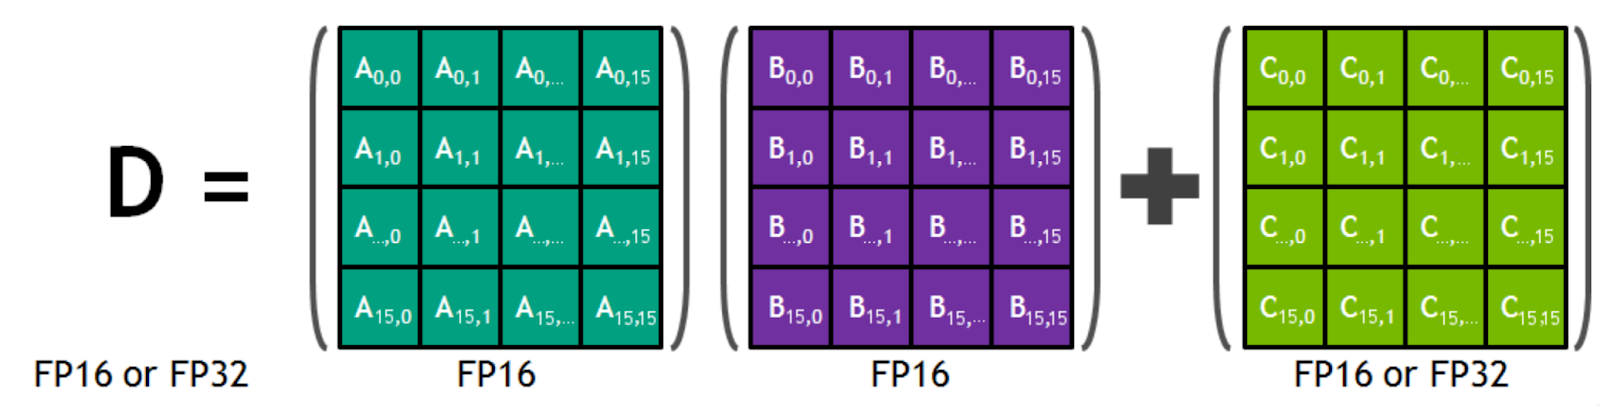 A0,0 A0,1 A0,... A0,15 B0,0 B0,1 B0,... B0,15 C0,0 C0,1 C0,... C0,15
A1,0 A1,1 A1,... A1,15 B1,0 B1,1 B1,... B1,15 C1,0 C1,1 C1,... C1,15
D =
+
A...,0 A...,1 A...,... A...,15 B...,0 B...,1 B...,... B...,15 C...,0 C...,1 C...,... C...,15
A15,0 A15,1 A15,... A15,15 B15,0 B15,1 B15,... B15,15 C15,0 C15,1 C15,... C15,15
FP16 or FP32 FP16 FP16 FP16 or FP32